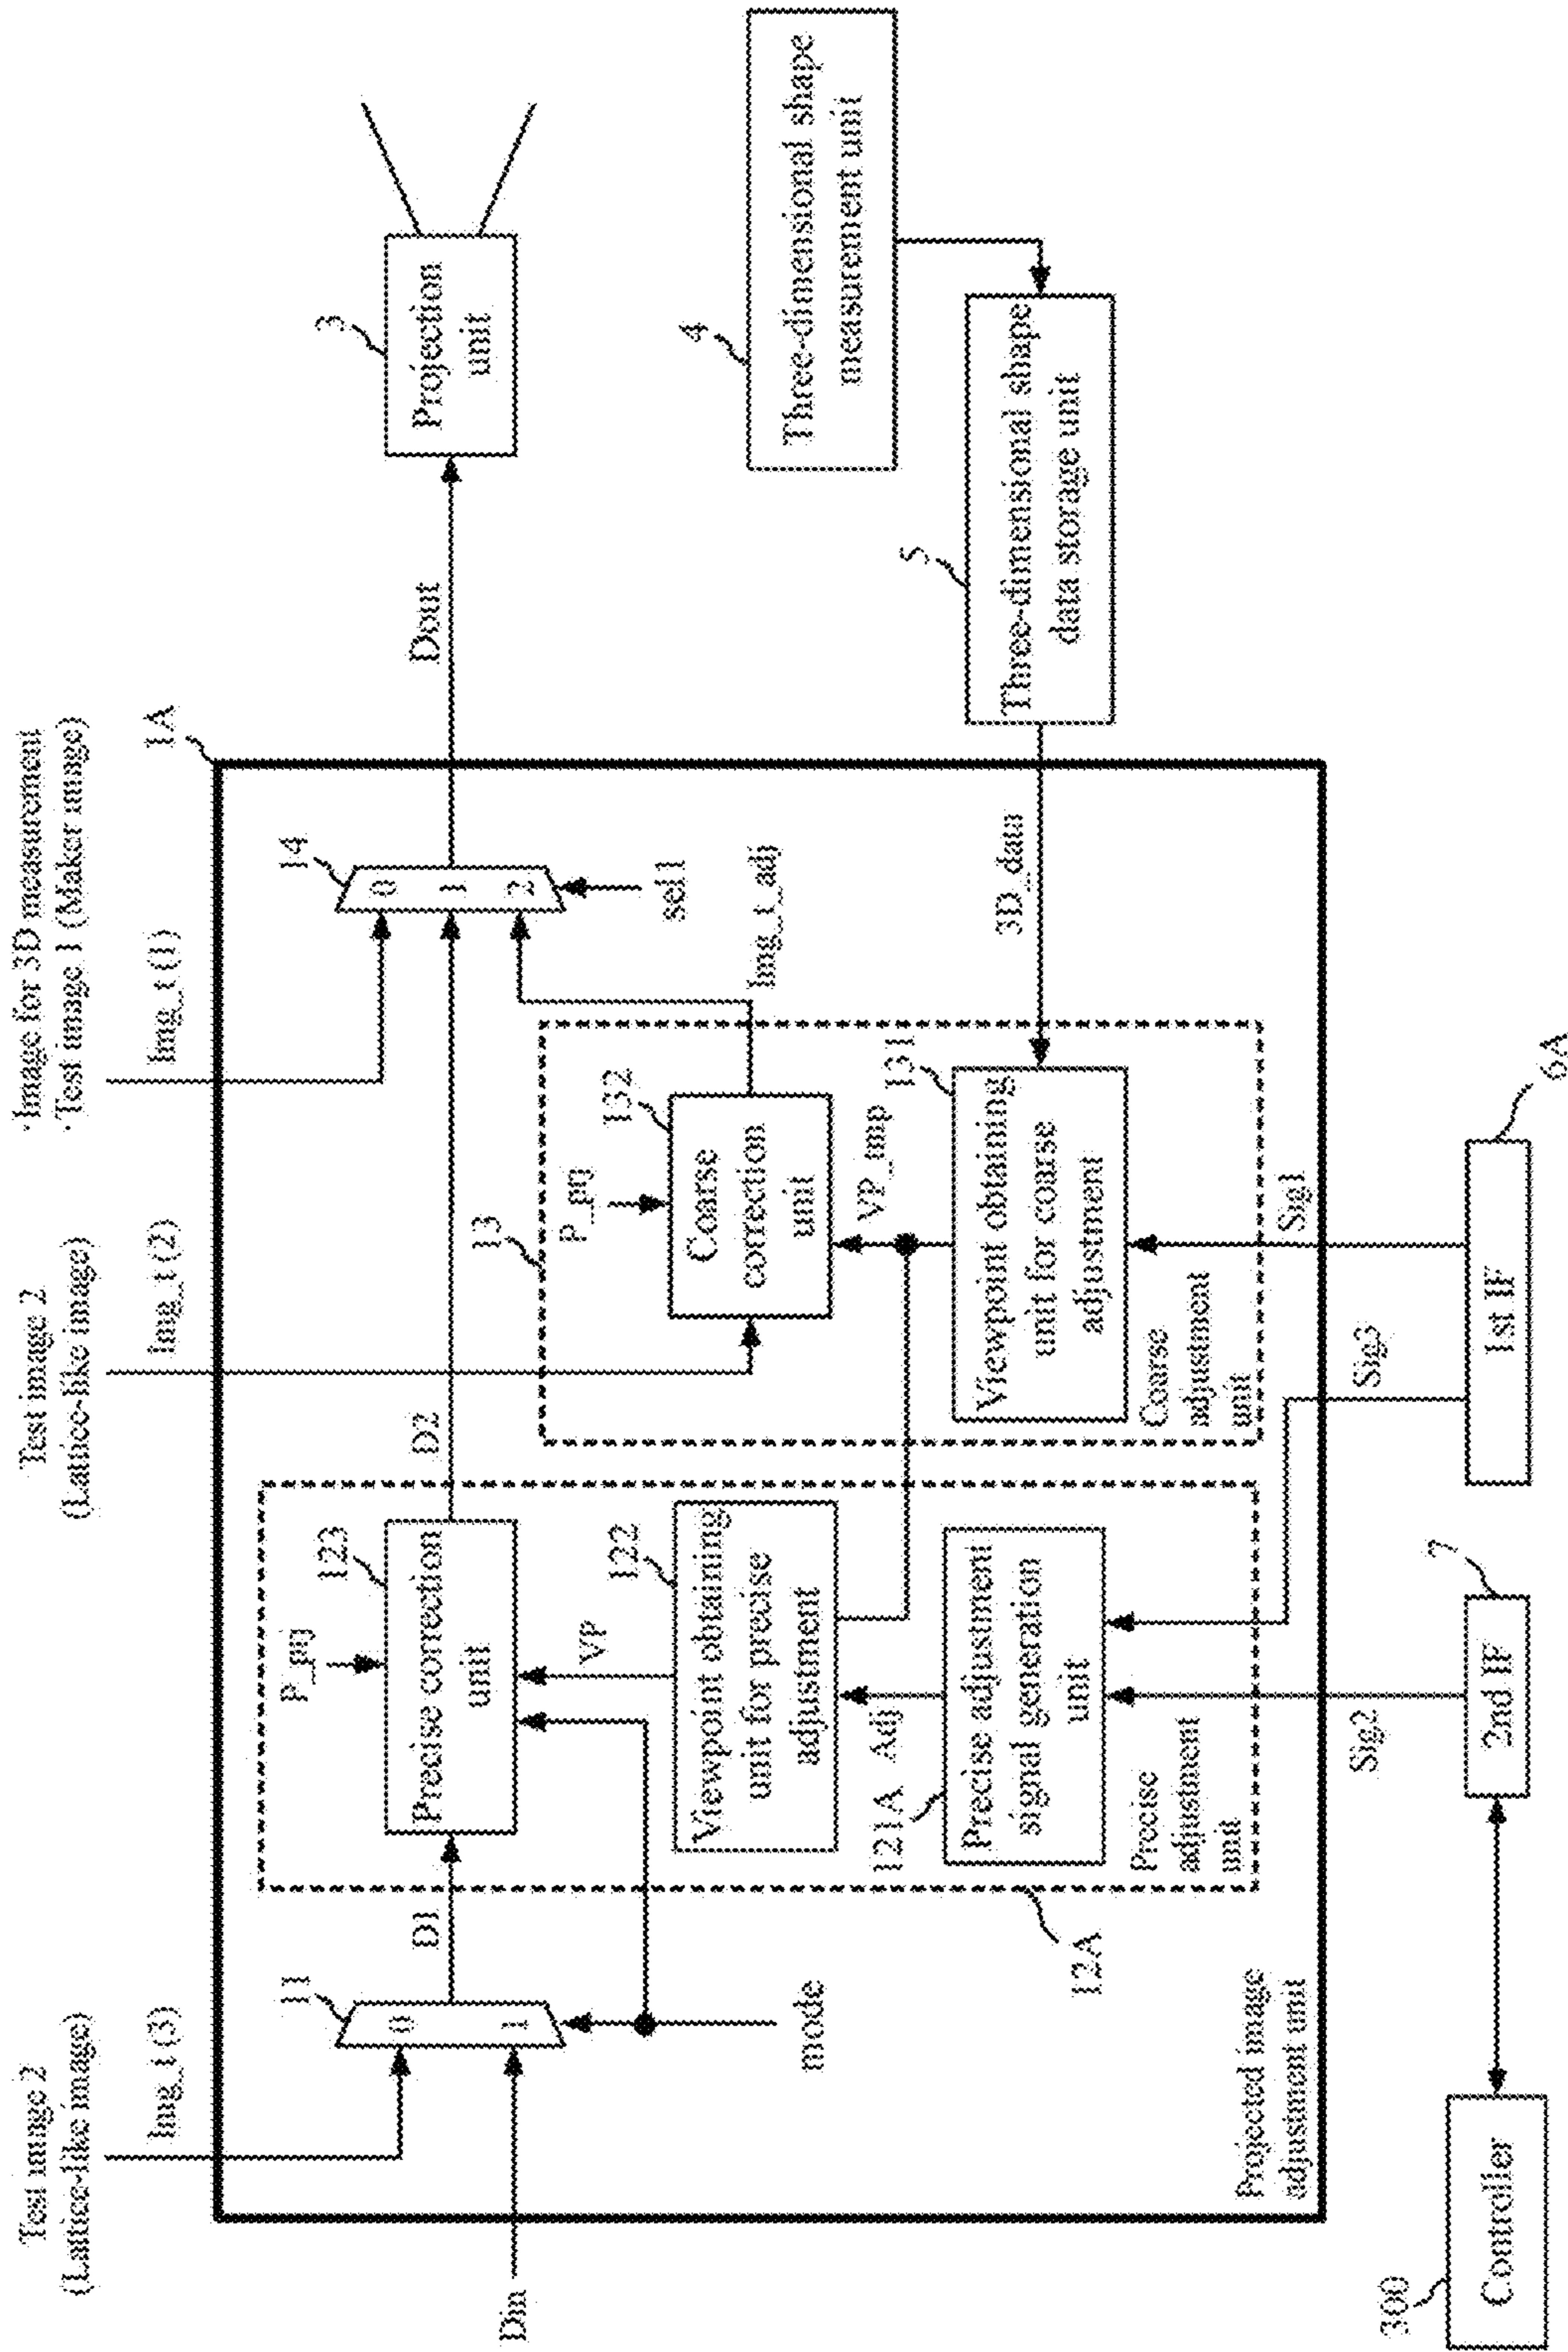 Test image 2
(Lattice-like image)
Img_t (3)
Test image 2
(Lattice-like image)
Img_t (2)
·Image for 3D measurement
·Test image 1 (Maker image)
Img_t (1)
1A
Din
11
0
1
mode
D1
P_prj
123
Precise correction
unit
VP
122
Viewpoint obtaining
unit for precise
adjustment
121A
Adj
Precise adjustment
signal generation
unit
Precise
adjustment
unit
12A
D2
13
P_prj
132
Coarse
correction
unit
VP_tmp
131
Viewpoint obtaining
unit for coarse
adjustment
Coarse
adjustment
unit
Img_t_adj
14
0
1
2
sel1
Dout
3
Projection
unit
4
Three-dimensional shape
measurement unit
5
Three-dimensional shape
data storage unit
3D_data
Projected image
adjustment unit
Sig1
Sig3
Sig2
300
Controller
7
2nd IF
6A
1st IF